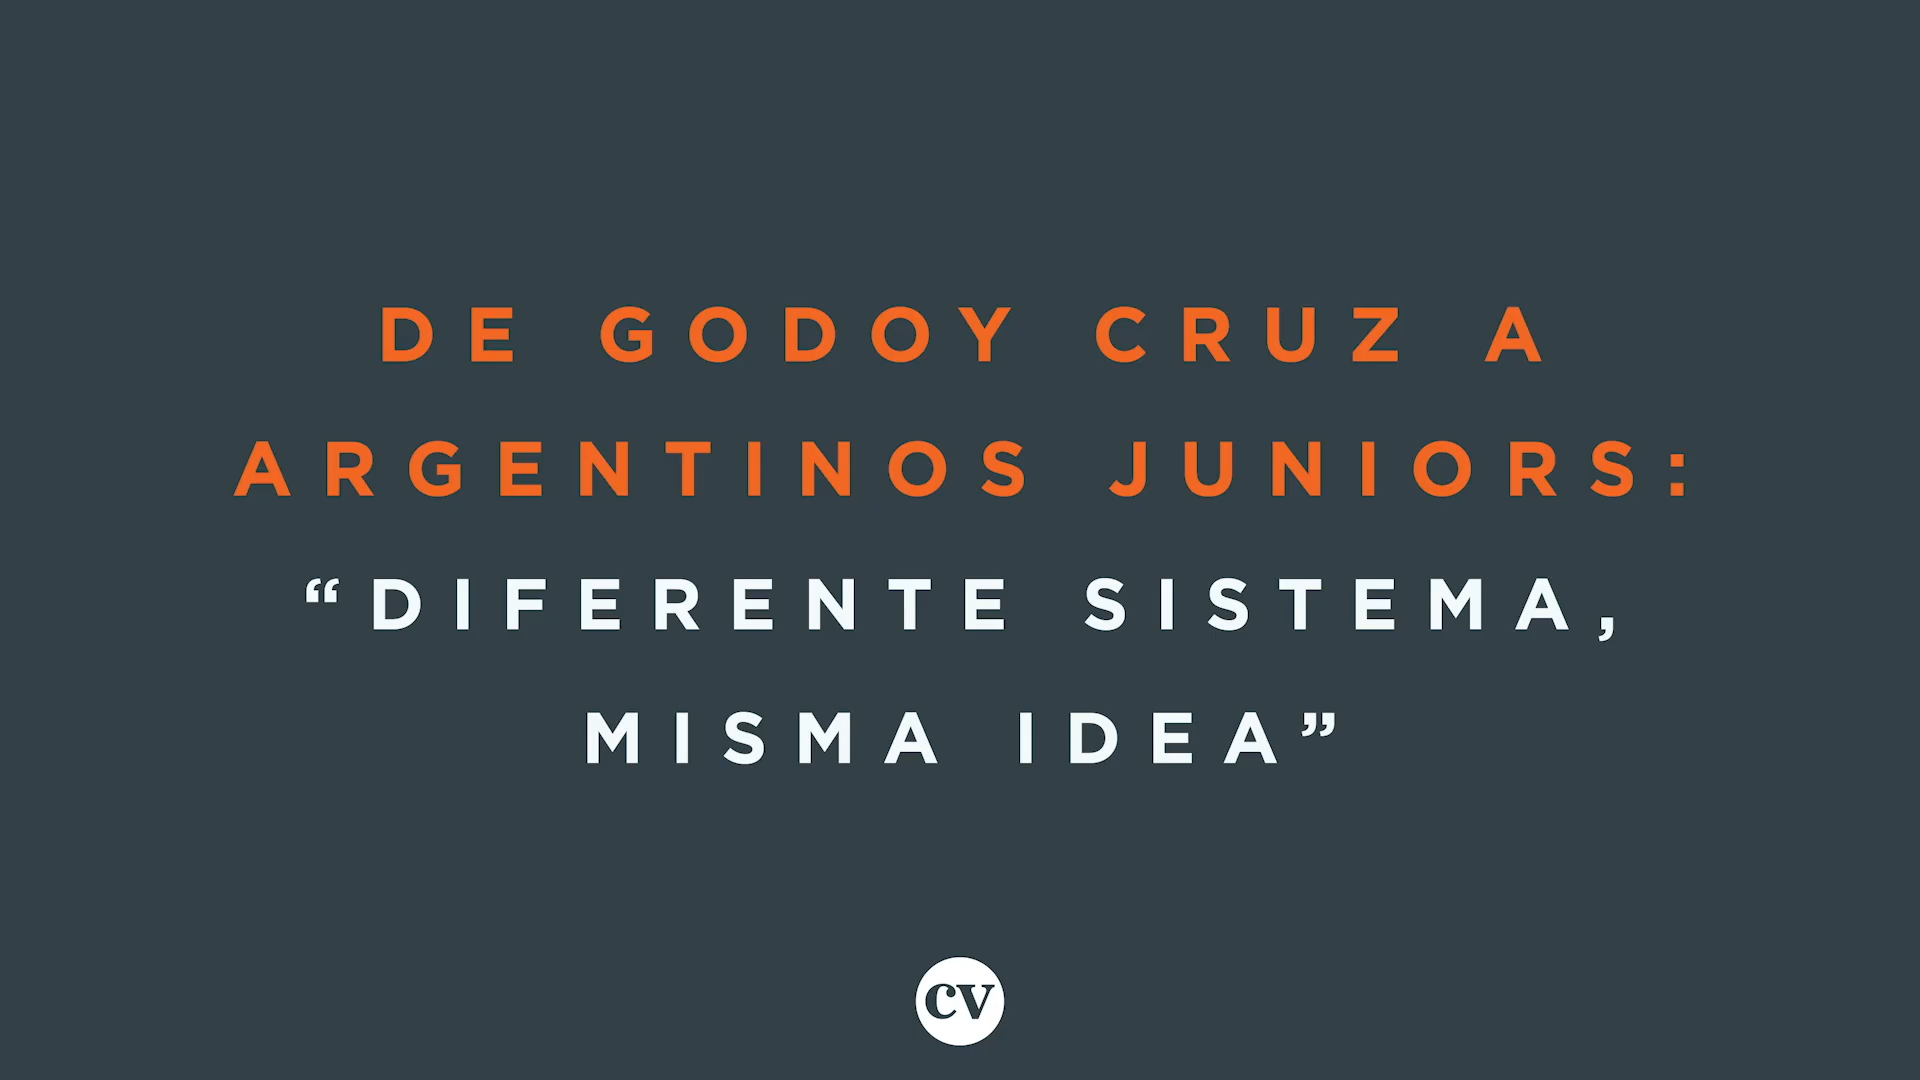 DE GODOY CRUZ A
ARGENTINOS JUNIORS:
“DIFERENTE SISTEMA,
MISMA IDEA”
CV